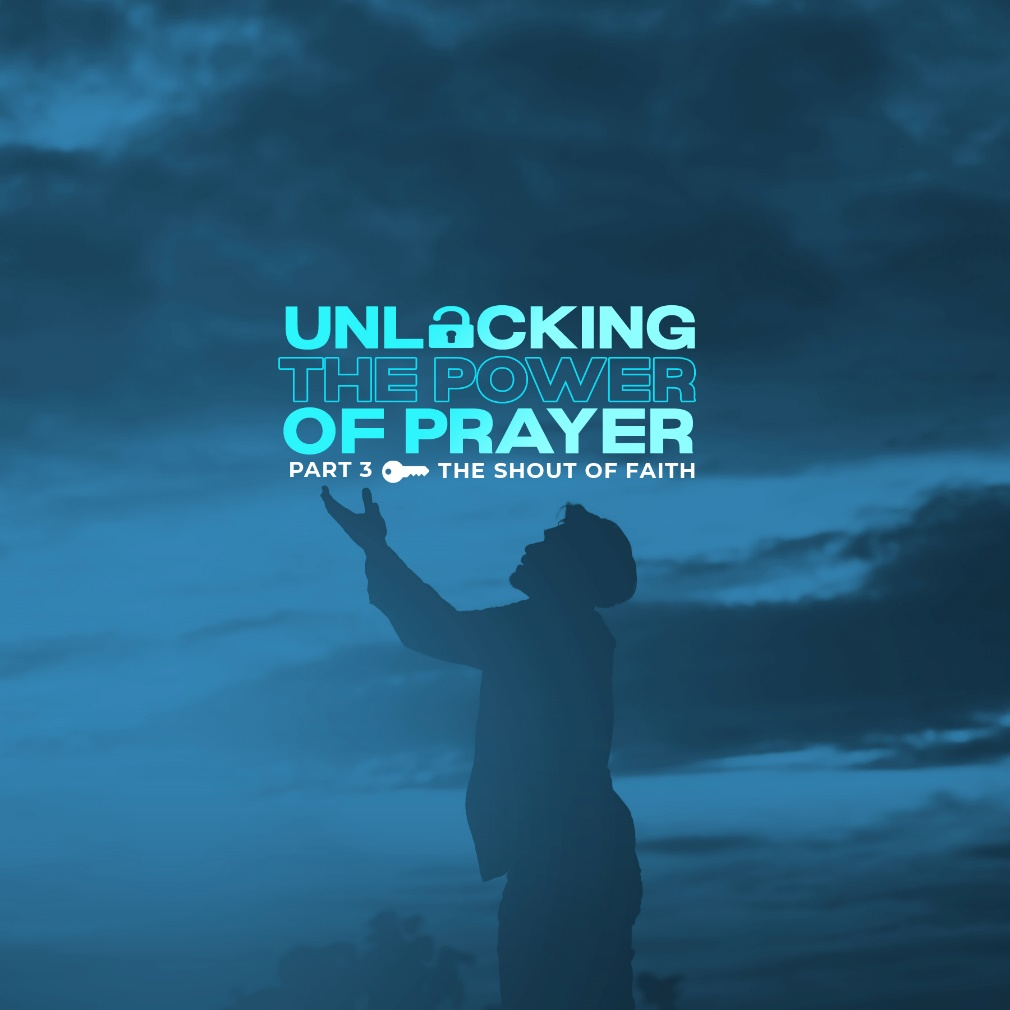 UNLOCKING
THE POWER
OF PRAYER
PART 3 THE SHOUT OF FAITH